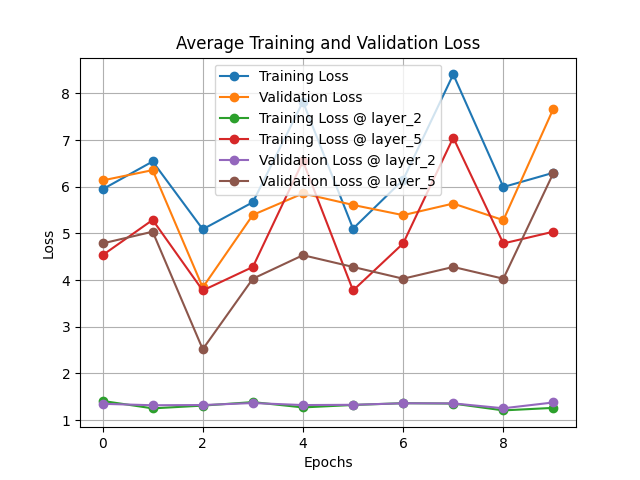 Average Training and Validation Loss
Training Loss
Validation Loss
Training Loss @ layer_2
Training Loss @ layer_5
Validation Loss @ layer_2
Validation Loss @ layer_5
Loss
8
7
6
5
4
3
2
1
0 2 4 6 8
Epochs